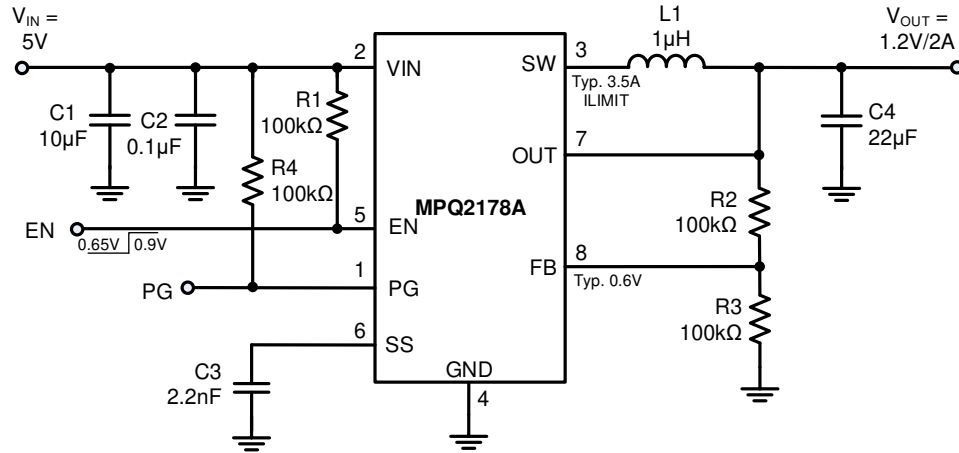 V_IN =
5V
L1
1µH
V_OUT =
1.2V/2A
2
VIN
SW
3
Typ. 3.5A
ILIMIT
C1
10µF
C2
0.1µF
R1
100kΩ
R4
100kΩ
C4
22µF
OUT
7
MPQ2178A
R2
100kΩ
EN
0.65V
0.9V
5
EN
FB
8
Typ. 0.6V
PG
1
PG
R3
100kΩ
6
SS
C3
2.2nF
GND
4